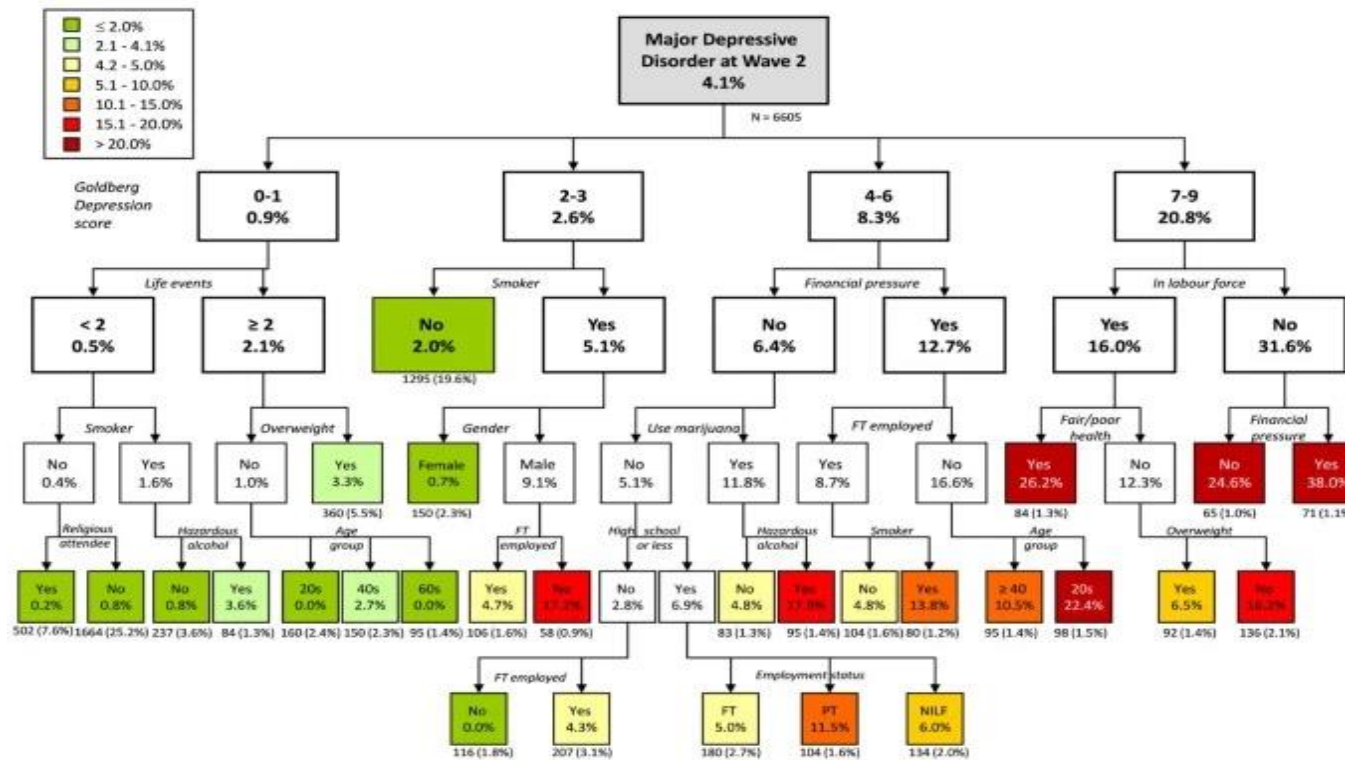 ≤ 2.0%
2.1 - 4.1%
4.2 - 5.0%
5.1 - 10.0%
10.1 - 15.0%
15.1 - 20.0%
> 20.0%
Major Depressive
Disorder at Wave 2
4.1%
N = 6605
Goldberg
Depression
score
0-1
0.9%
2-3
2.6%
4-6
8.3%
7-9
20.8%
Life events
Smoker
Financial pressure
In labour force
< 2
0.5%
≥ 2
2.1%
No
2.0%
Yes
5.1%
No
6.4%
Yes
12.7%
Yes
16.0%
No
31.6%
1295 (19.6%)
Smoker
Overweight
Gender
Use marijuana
FT employed
Fair/poor
health
Financial
pressure
No
0.4%
Yes
1.6%
No
1.0%
Yes
3.3%
Female
0.7%
Male
9.1%
No
5.1%
Yes
11.8%
Yes
8.7%
No
16.6%
Yes
26.2%
No
12.3%
No
24.6%
Yes
38.0%
360 (5.5%)
150 (2.3%)
84 (1.3%)
65 (1.0%)
71 (1.1%
Religious
attendee
Hazardous
alcohol
Age
group
FT
employed
High school
or less
Hazardous
alcohol
Smoker
Age
group
Overweight
Yes
0.2%
No
0.8%
No
0.8%
Yes
3.6%
20s
0.0%
40s
2.7%
60s
0.0%
Yes
4.7%
No
17.2%
No
2.8%
Yes
6.9%
No
4.8%
Yes
No
4.8%
Yes
13.8%
≥ 40
10.5%
20s
22.4%
Yes
6.5%
No
502 (7.6%)
1664 (25.2%)
237 (3.6%)
84 (1.3%)
160 (2.4%)
150 (2.3%)
95 (1.4%)
106 (1.6%)
58 (0.9%)
83 (1.3%)
95 (1.4%)
104 (1.6%)
80 (1.2%)
95 (1.4%)
98 (1.5%)
92 (1.4%)
136 (2.1%)
FT employed
Employment status
No
0.0%
Yes
4.3%
FT
5.0%
PT
11.5%
NILF
6.0%
116 (1.8%)
207 (3.1%)
180 (2.7%)
104 (1.6%)
134 (2.0%)